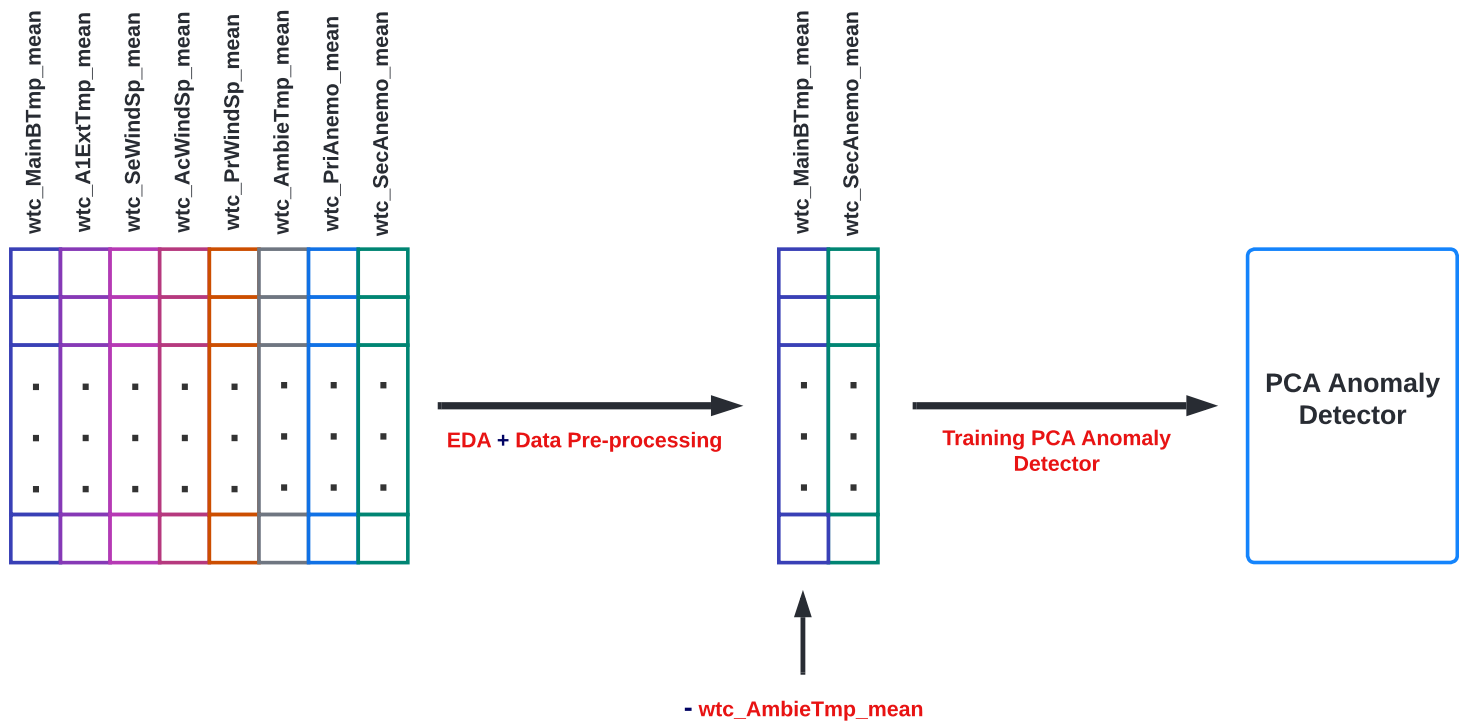 wtc_MainBTmp_mean
wtc_A1ExtTmp_mean
wtc_SeWindSp_mean
wtc_AcWindSp_mean
wtc_PrWindSp_mean
wtc_AmbieTmp_mean
wtc_PriAnemo_mean
wtc_SecAnemo_mean
EDA + Data Pre-processing
wtc_MainBTmp_mean
wtc_SecAnemo_mean
- wtc_AmbieTmp_mean
Training PCA Anomaly
Detector
PCA Anomaly
Detector